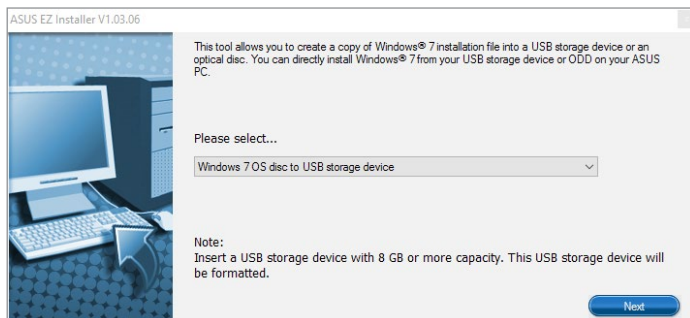 ASUS EZ Installer V1.03.06
This tool allows you to create a copy of Windows® 7 installation file into a USB storage device or an
optical disc. You can directly install Windows® 7 from your USB storage device or ODD on your ASUS
PC.
Please select...
Windows 7 OS disc to USB storage device
Note:
Insert a USB storage device with 8 GB or more capacity. This USB storage device will
be formatted.
Next